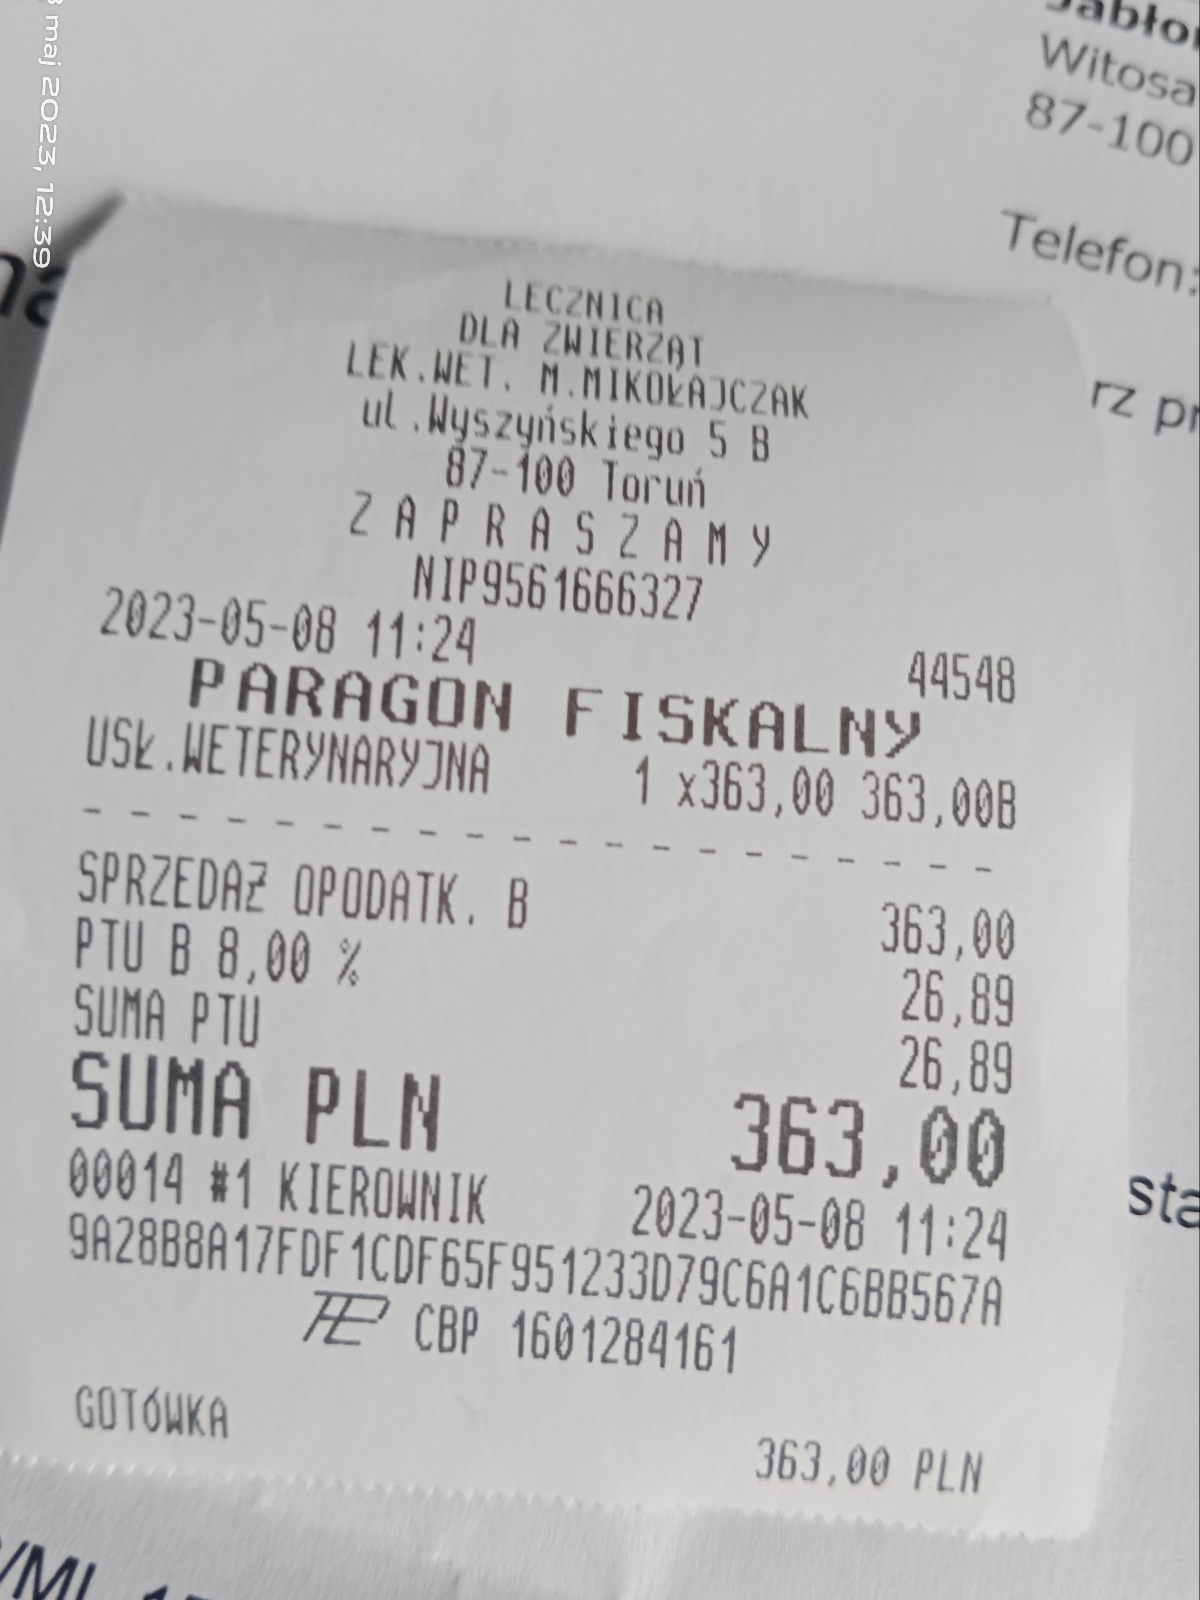 maj 2023, 12:39
Witosa
87-100
Telefon:
rz pr
sta
LECZNICA
DLA ZWIERZĄT
LEK.WET. M.MIKOŁAJCZAK
ul.Wyszyńskiego 5 B
87-100 Toruń
Z A P R A S Z A M Y
NIP9561666327
2023-05-08 11:24 44548
PARAGON FISKALNY
USŁ.WETERYNARYJNA 1 x363,00 363,00B
SPRZEDAŻ OPODATK. B 363,00
PTU B 8,00 % 26,89
SUMA PTU 26,89
SUMA PLN 363,00
00014 #1 KIEROWNIK 2023-05-08 11:24
9A28B8A17FDF1CDF65F951233D79C6A1C6BB567A
CBP 1601284161
GOTÓWKA 363,00 PLN